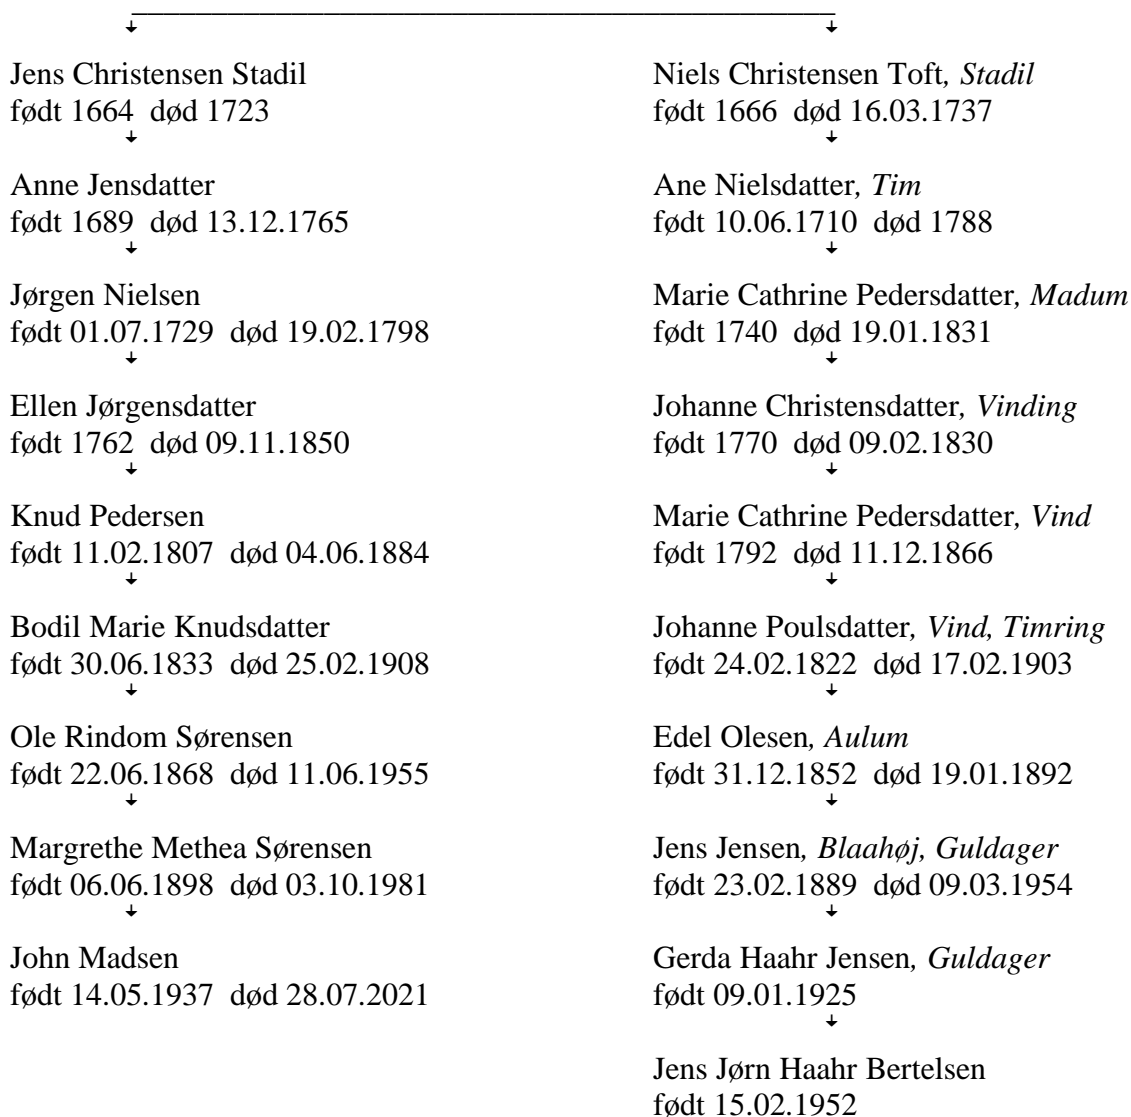 Jens Christensen Stadil
født 1664  død 1723
Anne Jensdatter
født 1689  død 13.12.1765
Jørgen Nielsen
født 01.07.1729  død 19.02.1798
Ellen Jørgensdatter
født 1762  død 09.11.1850
Knud Pedersen
født 11.02.1807  død 04.06.1884
Bodil Marie Knudsdatter
født 30.06.1833  død 25.02.1908
Ole Rindom Sørensen
født 22.06.1868  død 11.06.1955
Margrethe Methea Sørensen
født 06.06.1898  død 03.10.1981
John Madsen
født 14.05.1937  død 28.07.2021
Niels Christensen Toft, Stadil
født 1666  død 16.03.1737
Ane Nielsdatter, Tim
født 10.06.1710  død 1788
Marie Cathrine Pedersdatter, Madum
født 1740  død 19.01.1831
Johanne Christensdatter, Vinding
født 1770  død 09.02.1830
Marie Cathrine Pedersdatter, Vind
født 1792  død 11.12.1866
Johanne Poulsdatter, Vind, Timring
født 24.02.1822  død 17.02.1903
Edel Olesen, Aulum
født 31.12.1852  død 19.01.1892
Jens Jensen, Blaahøj, Guldager
født 23.02.1889  død 09.03.1954
Gerda Haahr Jensen, Guldager
født 09.01.1925
Jens Jørn Haahr Bertelsen
født 15.02.1952